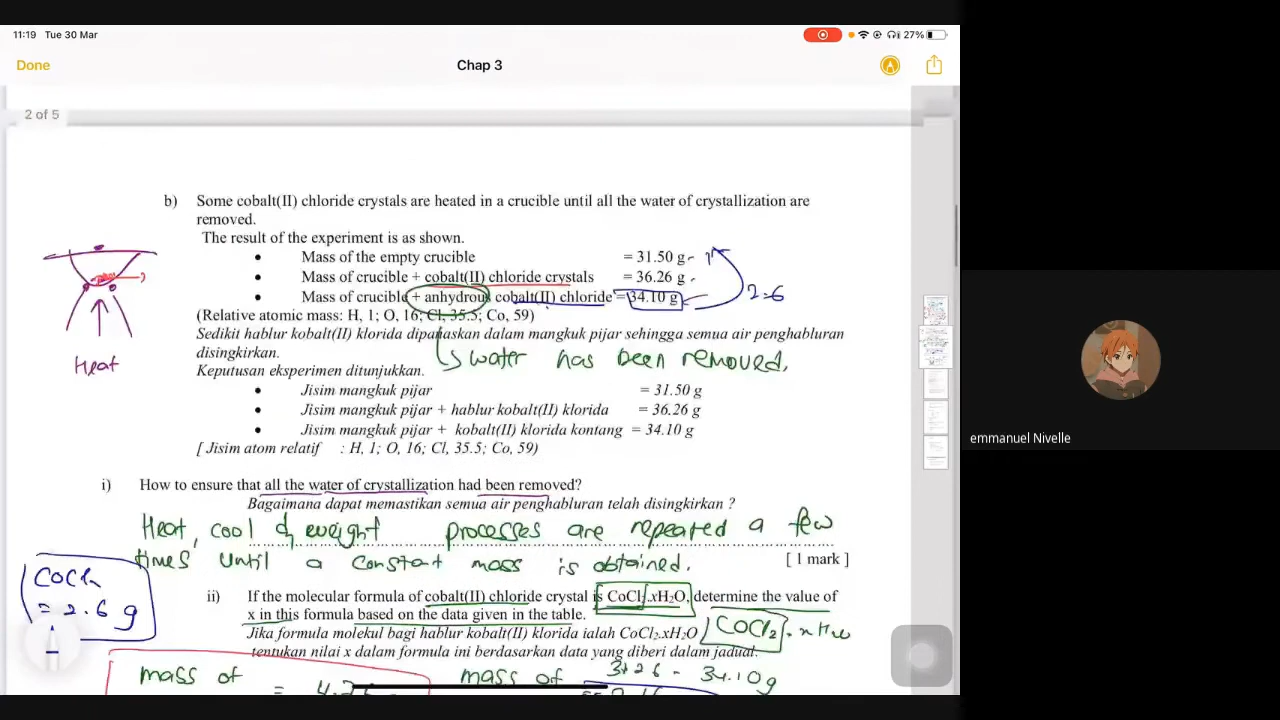 11:19 Tue 30 Mar
27%
Done
Chap 3
2 of 5
b) Some cobalt(II) chloride crystals are heated in a crucible until all the water of crystallization are
removed.
The result of the experiment is as shown.
• Mass of the empty crucible = 31.50 g
• Mass of crucible + cobalt(II) chloride crystals = 36.26 g
• Mass of crucible + anhydrous cobalt(II) chloride = 34.10 g
2.6
(Relative atomic mass: H, 1; O, 16; Cl, 35.5; Co, 59)
Sedikit hablur kobalt(II) klorida dipanaskan dalam mangkuk pijar sehingga semua air penghabluran
disingkirkan.
water has been removed.
Heat
Keputusan eksperimen ditunjukkan.
• Jisim mangkuk pijar = 31.50 g
• Jisim mangkuk pijar + hablur kobalt(II) klorida = 36.26 g
• Jisim mangkuk pijar + kobalt(II) klorida kontang = 34.10 g
[ Jisim atom relatif : H, 1; O, 16; Cl, 35.5; Co, 59)
emmanuel Nivelle
i) How to ensure that all the water of crystallization had been removed?
Bagaimana dapat memastikan semua air penghabluran telah disingkirkan ?
Heat, cool & weight processes are repeated a few
times until a constant mass is obtained.
[ 1 mark ]
CoCl2
= 2.6 g
ii) If the molecular formula of cobalt(II) chloride crystal is CoCl2.xH2O, determine the value of
x in this formula based on the data given in the table.
CoCl2 . x H2O
Jika formula molekul bagi hablur kobalt(II) klorida ialah CoCl2.xH2O
tentukan nilai x dalam formula ini berdasarkan data yang diberi dalam jadual.
mass of = mass of
- 34.10g